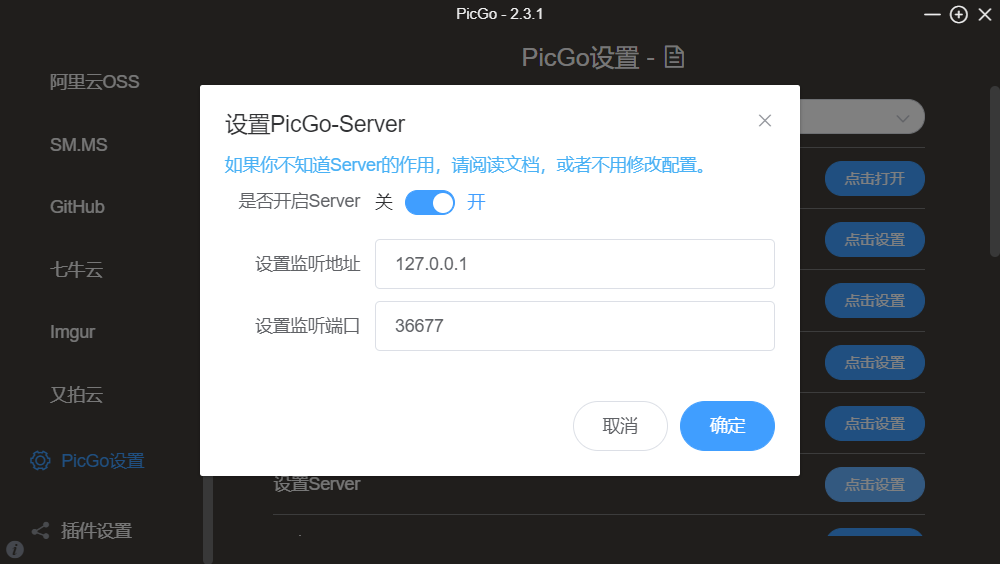 PicGo - 2.3.1
PicGo设置 -
阿里云OSS
SM.MS
GitHub
七牛云
Imgur
又拍云
PicGo设置
插件设置
设置PicGo-Server
如果你不知道Server的作用，请阅读文档，或者不用修改配置。
是否开启Server 关 开
设置监听地址 127.0.0.1
设置监听端口 36677
取消 确定
点击打开
点击设置
点击设置
点击设置
点击设置
设置Server 点击设置